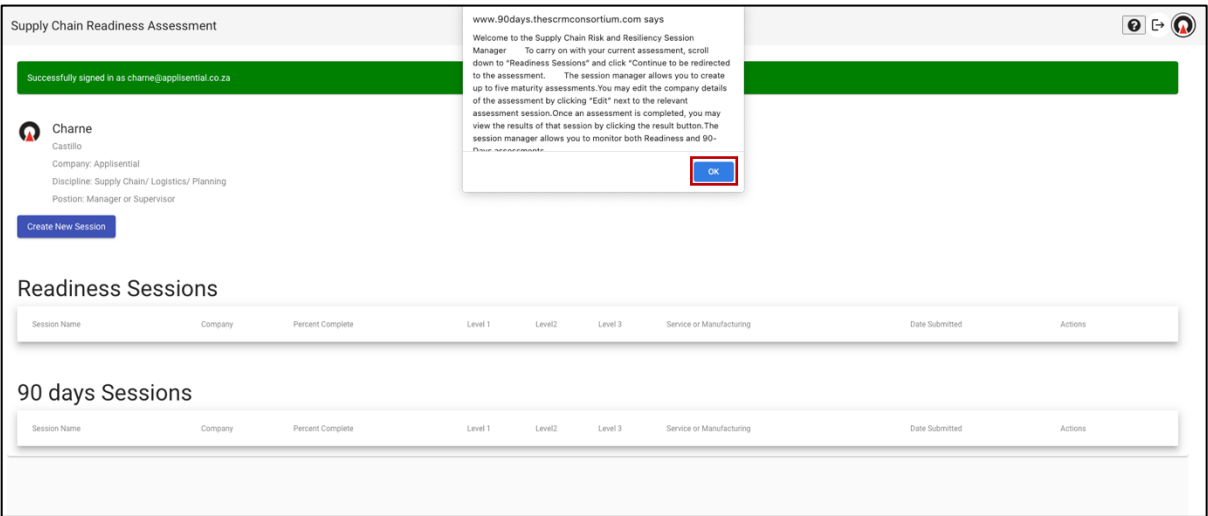 Supply Chain Readiness Assessment
www.90days.thescrmconsortium.com says
Welcome to the Supply Chain Risk and Resiliency Session
Manager To carry on with your current assessment, scroll
down to "Readiness Sessions" and click "Continue to be redirected
to the assessment. The session manager allows you to create
up to five maturity assessments.You may edit the company details
of the assessment by clicking "Edit" next to the relevant
assessment session.Once an assessment is completed, you may
view the results of that session by clicking the result button.The
session manager allows you to monitor both Readiness and 90-
Days assessments
OK
Successfully signed in as charne@applisential.co.za
Charne
Castillo
Company: Applisential
Discipline: Supply Chain/ Logistics/ Planning
Postion: Manager or Supervisor
Create New Session
Readiness Sessions
Session Name Company Percent Complete Level 1 Level2 Level 3 Service or Manufacturing Date Submitted Actions
90 days Sessions
Session Name Company Percent Complete Level 1 Level2 Level 3 Service or Manufacturing Date Submitted Actions